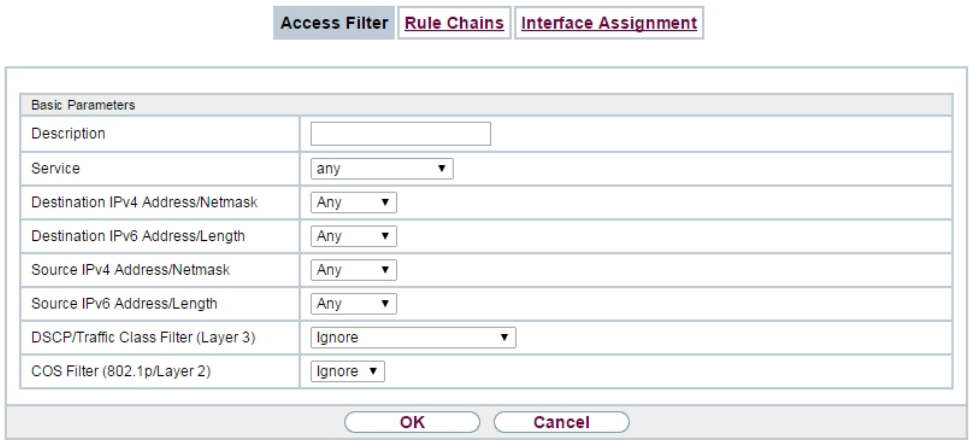 Access Filter Rule Chains Interface Assignment
Basic Parameters
Description
Service any
Destination IPv4 Address/Netmask Any
Destination IPv6 Address/Length Any
Source IPv4 Address/Netmask Any
Source IPv6 Address/Length Any
DSCP/Traffic Class Filter (Layer 3) Ignore
COS Filter (802.1p/Layer 2) Ignore
OK Cancel